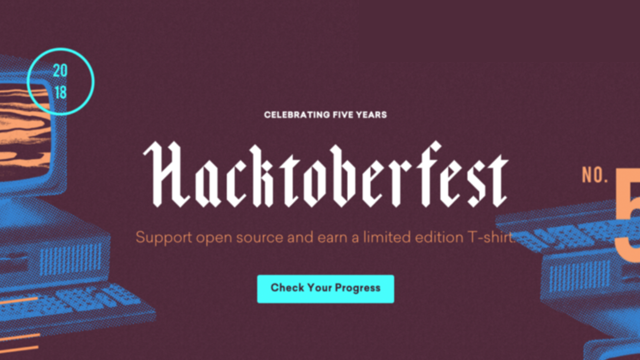 20
18
CELEBRATING FIVE YEARS
Hacktoberfest
NO.
5
Support open source and earn a limited edition T-shirt.
Check Your Progress